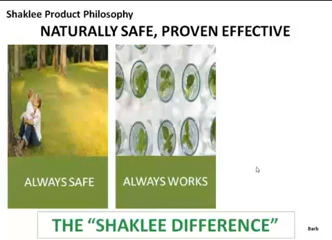 Shaklee Product Philosophy
NATURALLY SAFE, PROVEN EFFECTIVE
ALWAYS SAFE
ALWAYS WORKS
THE “SHAKLEE DIFFERENCE”
Barb